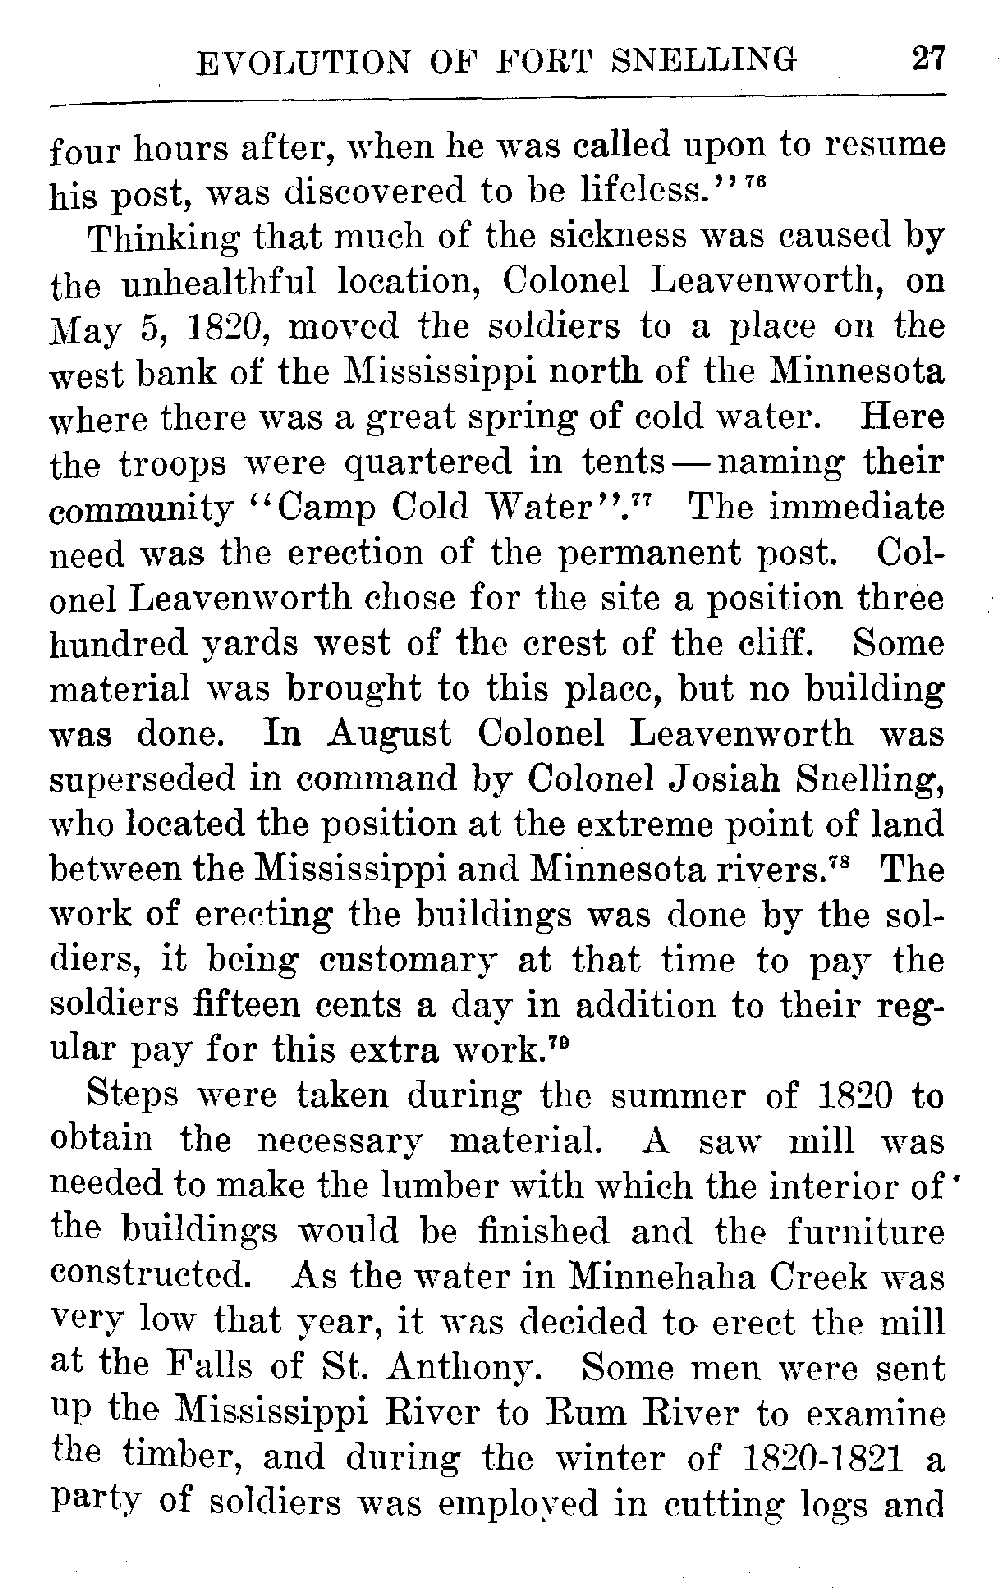 EVOLUTION OF FORT SNELLING 27
four hours after, when he was called upon to resume
his post, was discovered to be lifeless.'' 76
Thinking that much of the sickness was caused by
the unhealthful location, Colonel Leavenworth, on
May 5, 1820, moved the soldiers to a place on the
west bank of the Mississippi north of the Minnesota
where there was a great spring of cold water. Here
the troops were quartered in tents — naming their
community ‘‘Camp Cold Water’’.77 The immediate
need was the erection of the permanent post. Col-
onel Leavenworth chose for the site a position three
hundred yards west of the crest of the cliff. Some
material was brought to this place, but no building
was done. In August Colonel Leavenworth was
superseded in command by Colonel Josiah Snelling,
who located the position at the extreme point of land
between the Mississippi and Minnesota rivers.78 The
work of erecting the buildings was done by the sol-
diers, it being customary at that time to pay the
soldiers fifteen cents a day in addition to their reg-
ular pay for this extra work.79
Steps were taken during the summer of 1820 to
obtain the necessary material. A saw mill was
needed to make the lumber with which the interior of
the buildings would be finished and the furniture
constructed. As the water in Minnehaha Creek was
very low that year, it was decided to erect the mill
at the Falls of St. Anthony. Some men were sent
up the Mississippi River to Rum River to examine
the timber, and during the winter of 1820-1821 a
party of soldiers was employed in cutting logs and